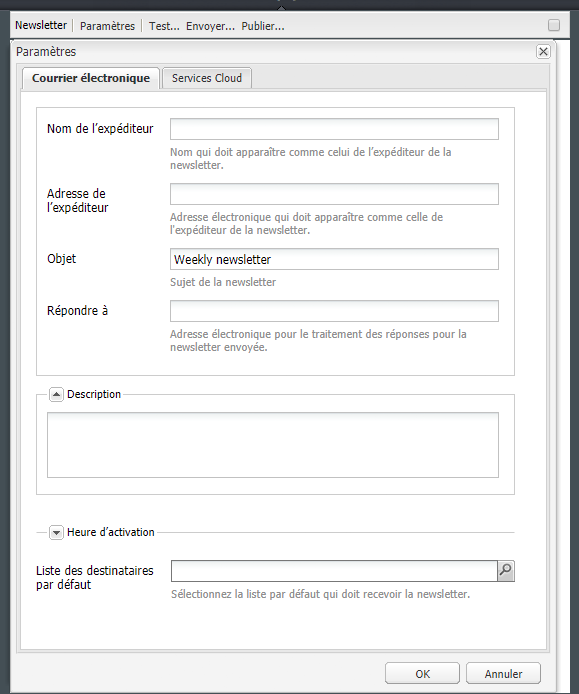 Newsletter Paramètres Test... Envoyer... Publier...
Paramètres
Courrier électronique Services Cloud
Nom de l'expéditeur
Nom qui doit apparaître comme celui de l'expéditeur de la
newsletter.
Adresse de
l'expéditeur
Adresse électronique qui doit apparaître comme celle de
l'expéditeur de la newsletter.
Objet Weekly newsletter
Sujet de la newsletter
Répondre à
Adresse électronique pour le traitement des réponses pour la
newsletter envoyée.
Description
Heure d'activation
Liste des destinataires
par défaut
Sélectionnez la liste par défaut qui doit recevoir la newsletter.
OK Annuler